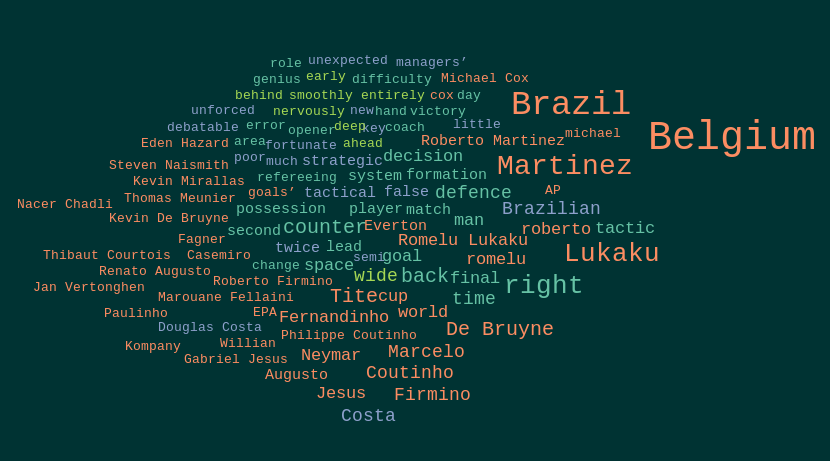 role unexpected managers’
genius early difficulty Michael Cox
behind smoothly entirely cox day
Brazil
unforced nervously new hand victory
debatable error opener deep key coach little
Belgium
Eden Hazard area fortunate ahead Roberto Martinez michael
poor much strategic decision
Steven Naismith Martinez
Kevin Mirallas refereeing system formation
Thomas Meunier goals’ tactical false defence AP
Nacer Chadli possession player match Brazilian
Kevin De Bruyne second counter Everton man roberto tactic
Fagner twice lead Romelu Lukaku
Thibaut Courtois Casemiro semi goal romelu Lukaku
Renato Augusto change space
Jan Vertonghen Roberto Firmino wide back final right
Marouane Fellaini Tite cup time
Paulinho EPA Fernandinho world
Douglas Costa Philippe Coutinho De Bruyne
Kompany Willian
Gabriel Jesus Neymar Marcelo
Augusto Coutinho
Jesus Firmino
Costa